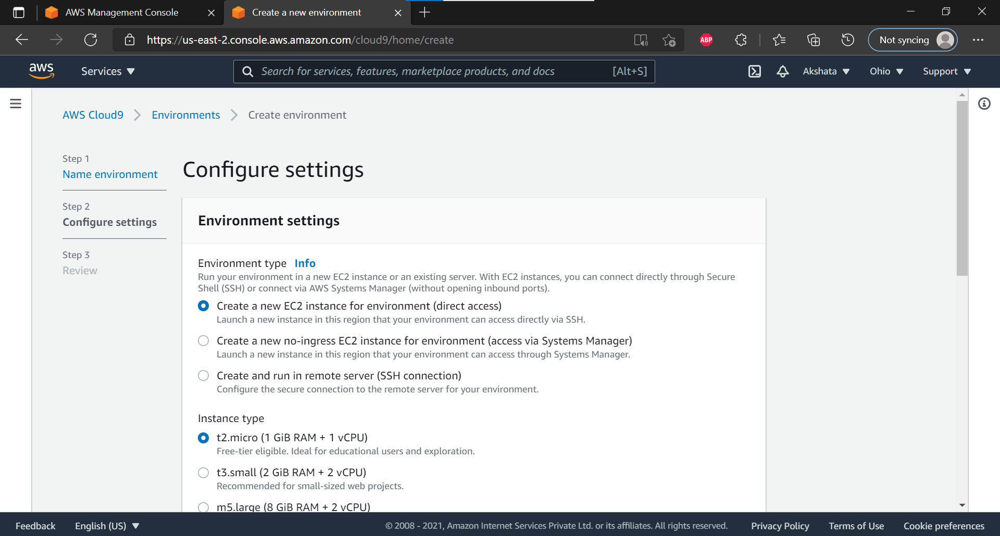 AWS Management Console
Create a new environment
https://us-east-2.console.aws.amazon.com/cloud9/home/create
ABP
Not syncing
aws
Services
Search for services, features, marketplace products, and docs
[Alt+S]
Akshata
Ohio
Support
AWS Cloud9
Environments
Create environment
Step 1
Name environment
Step 2
Configure settings
Step 3
Review
Configure settings
Environment settings
Environment type Info
Run your environment in a new EC2 instance or an existing server. With EC2 instances, you can connect directly through Secure
Shell (SSH) or connect via AWS Systems Manager (without opening inbound ports).
Create a new EC2 instance for environment (direct access)
Launch a new instance in this region that your environment can access directly via SSH.
Create a new no-ingress EC2 instance for environment (access via Systems Manager)
Launch a new instance in this region that your environment can access through Systems Manager.
Create and run in remote server (SSH connection)
Configure the secure connection to the remote server for your environment.
Instance type
t2.micro (1 GiB RAM + 1 vCPU)
Free-tier eligible. Ideal for educational users and exploration.
t3.small (2 GiB RAM + 2 vCPU)
Recommended for small-sized web projects.
m5.large (8 GiB RAM + 2 vCPU)
Feedback
English (US)
© 2008 - 2021, Amazon Internet Services Private Ltd. or its affiliates. All rights reserved.
Privacy Policy
Terms of Use
Cookie preferences